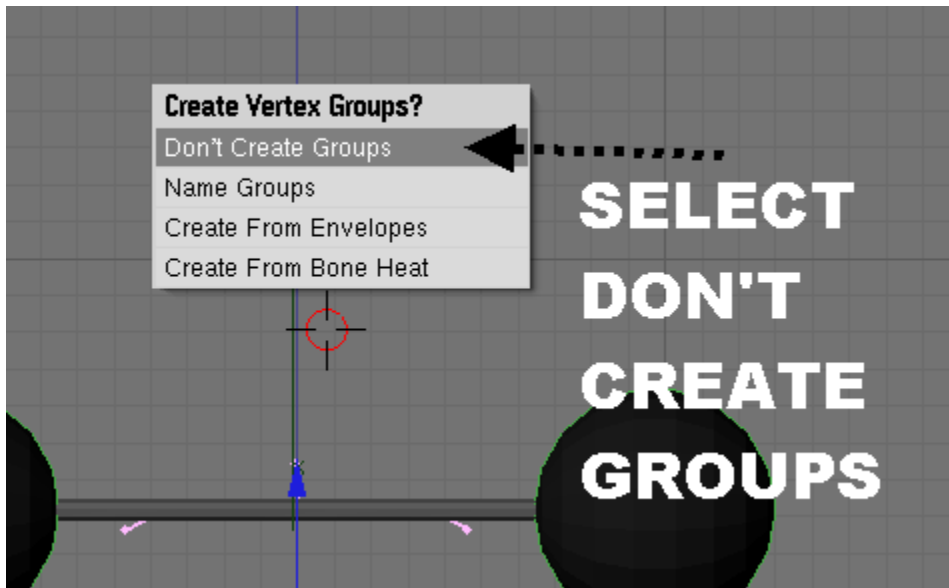 Create Vertex Groups?
Don't Create Groups
Name Groups
Create From Envelopes
Create From Bone Heat
SELECT
DON'T
CREATE
GROUPS